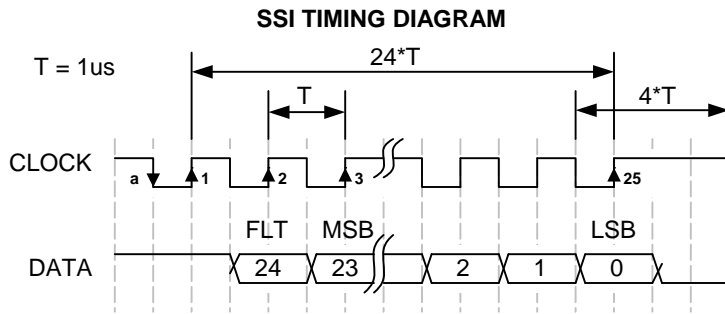 SSI TIMING DIAGRAM
T = 1us
24*T
T
4*T
CLOCK
a 1 2 3 25
FLT MSB LSB
DATA
24 23 2 1 0